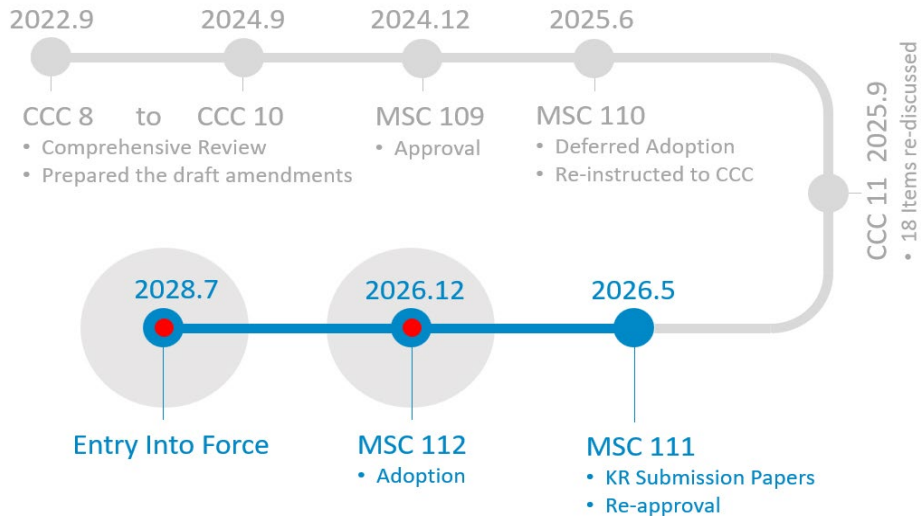 2022.9
2024.9
2024.12
2025.6
CCC 8 to CCC 10
• Comprehensive Review
• Prepared the draft amendments
MSC 109
• Approval
MSC 110
• Deferred Adoption
• Re-instructed to CCC
CCC 11 2025.9
• 18 Items re-discussed
2028.7
2026.12
2026.5
Entry Into Force
MSC 112
• Adoption
MSC 111
• KR Submission Papers
• Re-approval